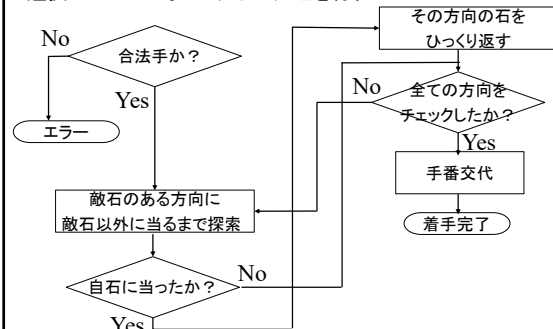 No
合法手か？
Yes
エラー
敵石のある方向に
敵石以外に当るまで探索
自石に当ったか？
No
Yes
その方向の石を
ひっくり返す
No
全ての方向を
チェックしたか？
Yes
手番交代
着手完了